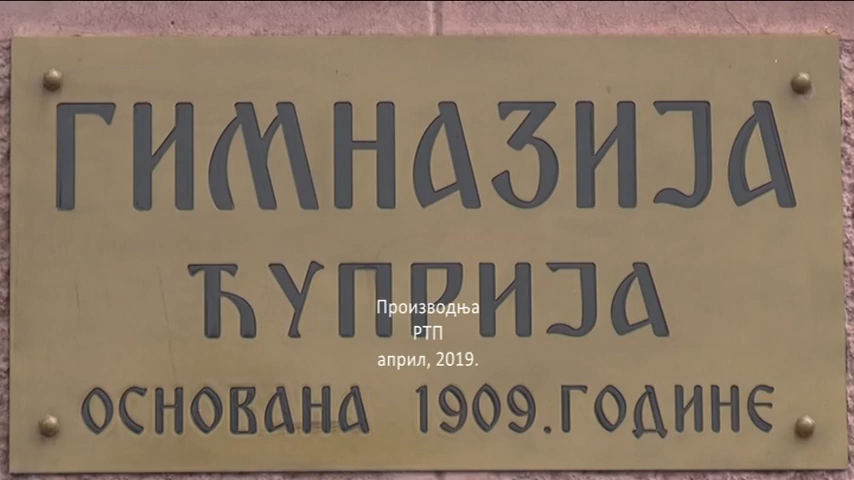 ГИМНАЗИЈА
ЋУПРИЈА
Производња
РТП
април, 2019.
ОСНОВАНА 1909.ГОДИНЕ